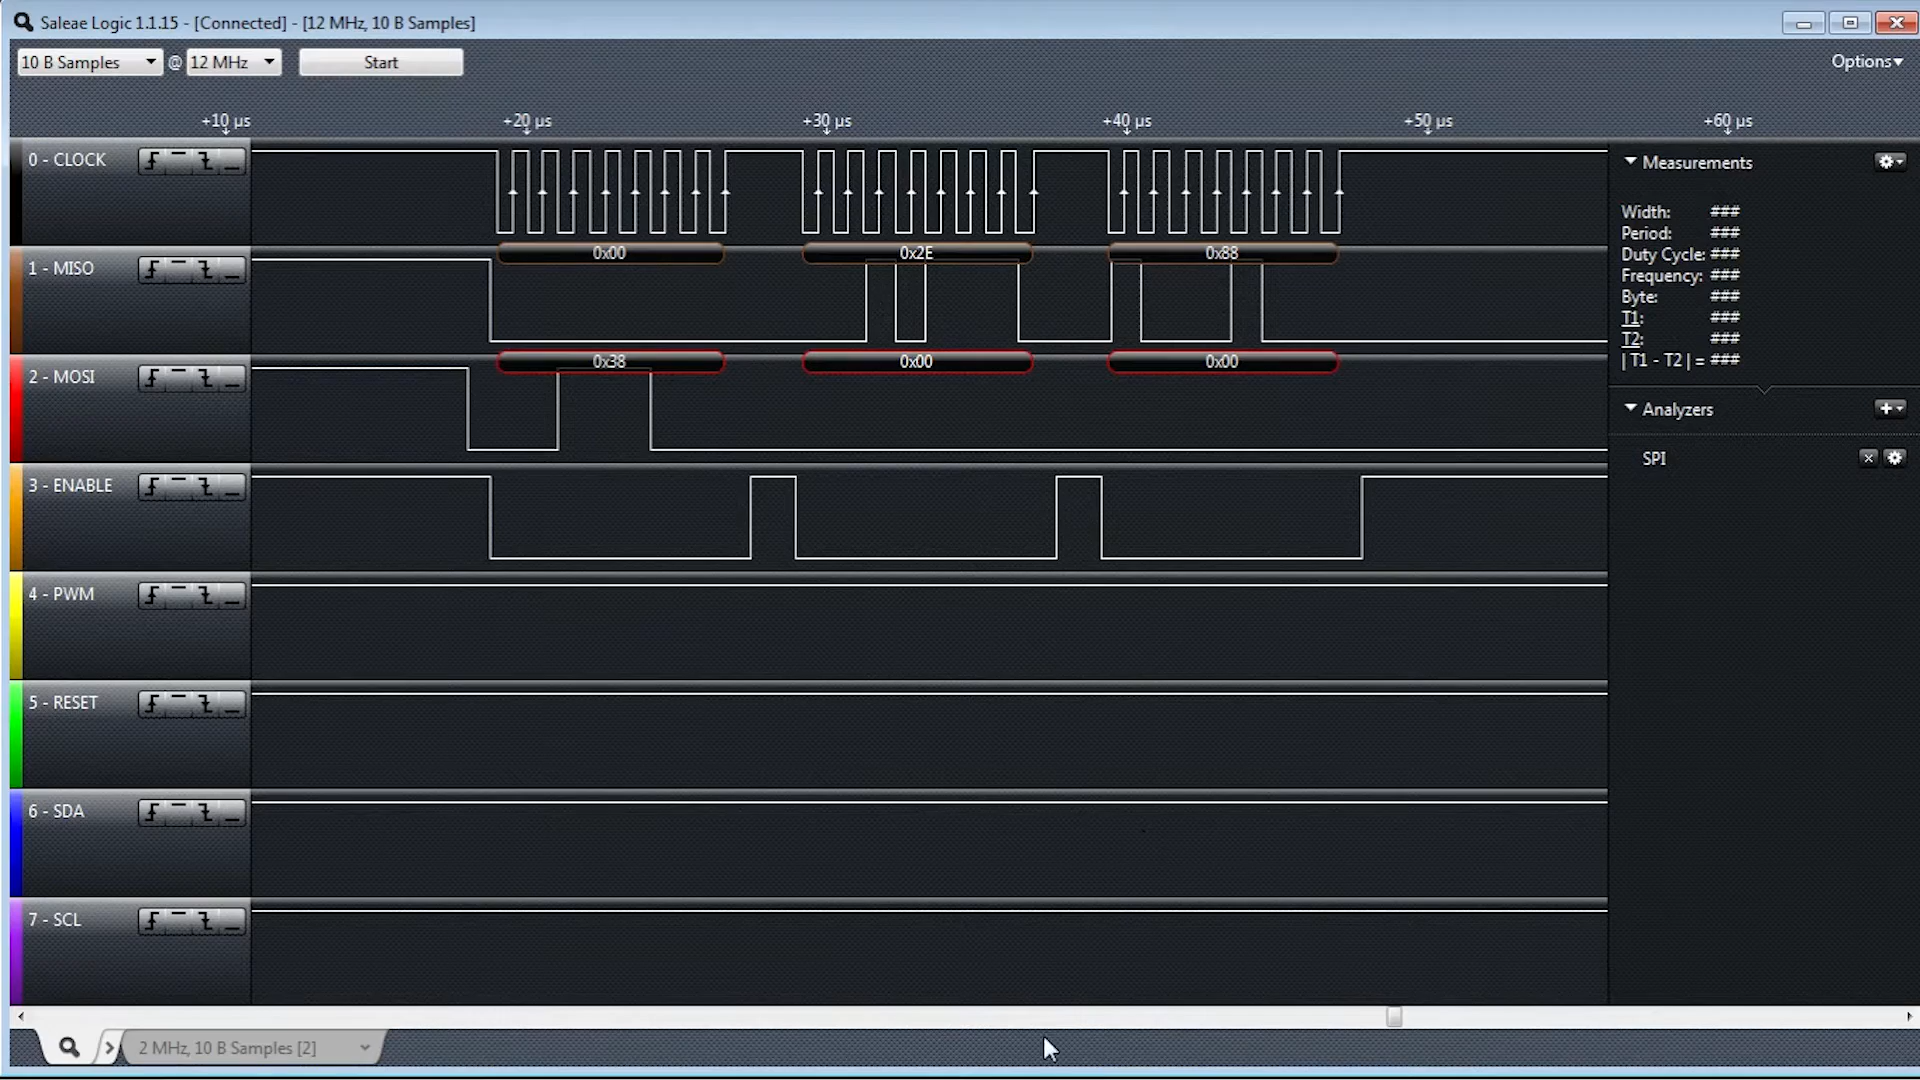 Saleae Logic 1.1.15 - [Connected] - [12 MHz, 10 B Samples]
10 B Samples @ 12 MHz Start Options
+10 µs +20 µs +30 µs +40 µs +50 µs +60 µs
0 - CLOCK
0x00 0x2E 0x88
1 - MISO
0x38 0x00 0x00
2 - MOSI
3 - ENABLE
4 - PWM
5 - RESET
6 - SDA
7 - SCL
Measurements
Width: ###
Period: ###
Duty Cycle: ###
Frequency: ###
Byte: ###
T1: ###
T2: ###
| T1 - T2 | = ###
Analyzers
SPI
2 MHz, 10 B Samples [2]